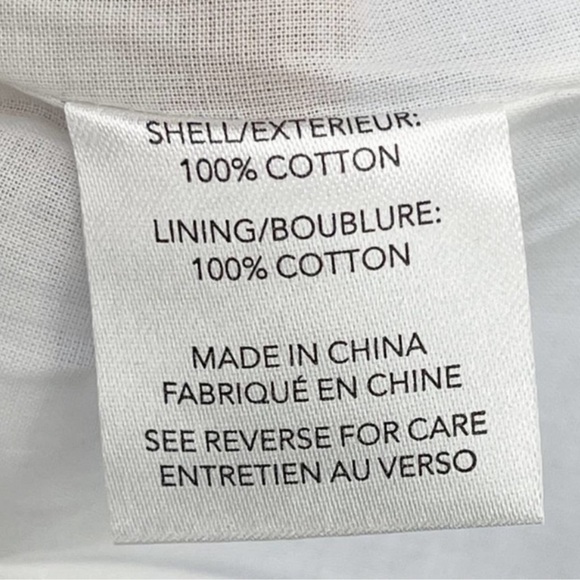 SHELL/EXTÉRIEUR:
100% COTTON
LINING/BOUBLURE:
100% COTTON
MADE IN CHINA
FABRIQUÉ EN CHINE
SEE REVERSE FOR CARE
ENTRETIEN AU VERSO